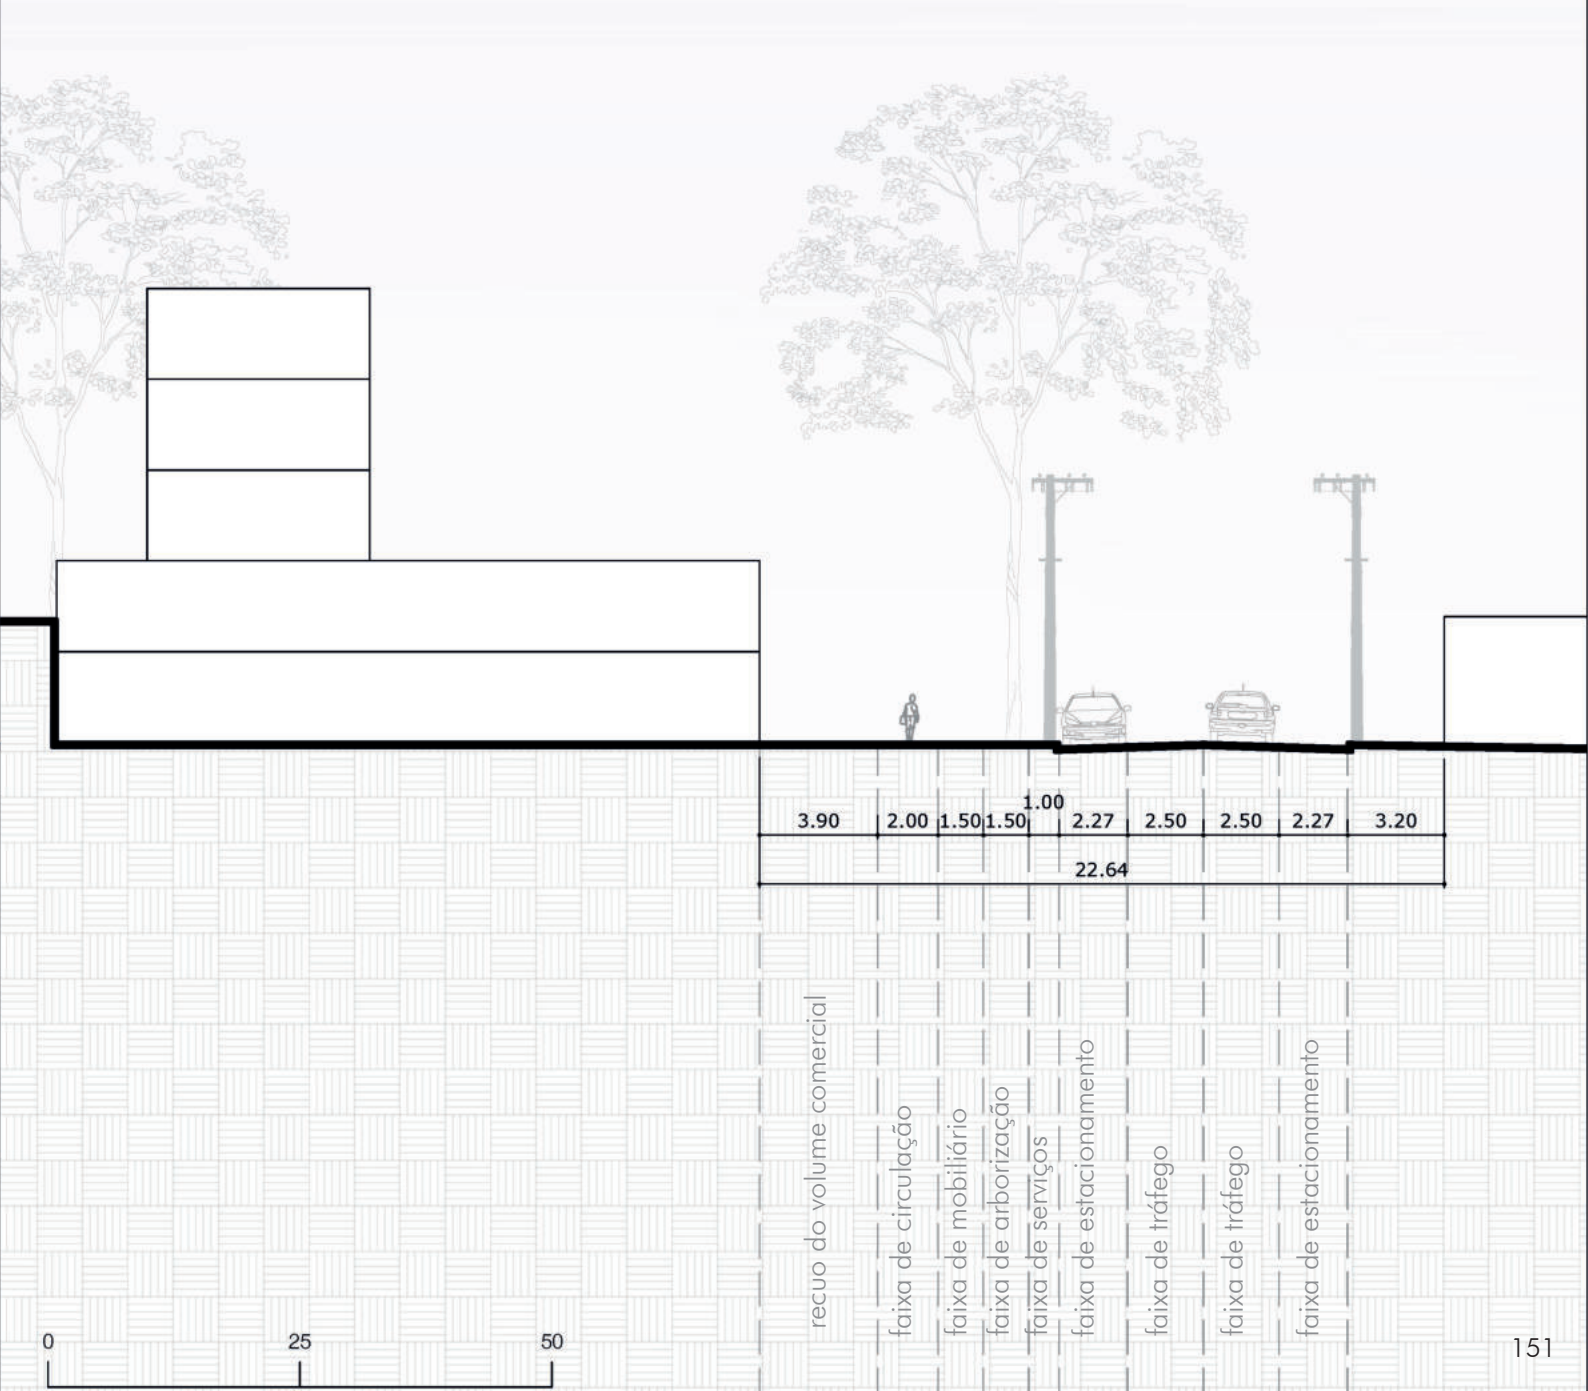 1.00
3.90 2.00 1.50 1.50 2.27 2.50 2.50 2.27 3.20
22.64
recuo do volume comercial
faixa de circulação
faixa de mobiliário
faixa de arborização
faixa de serviços
faixa de estacionamento
faixa de tráfego
faixa de tráfego
faixa de estacionamento
0 25 50
151